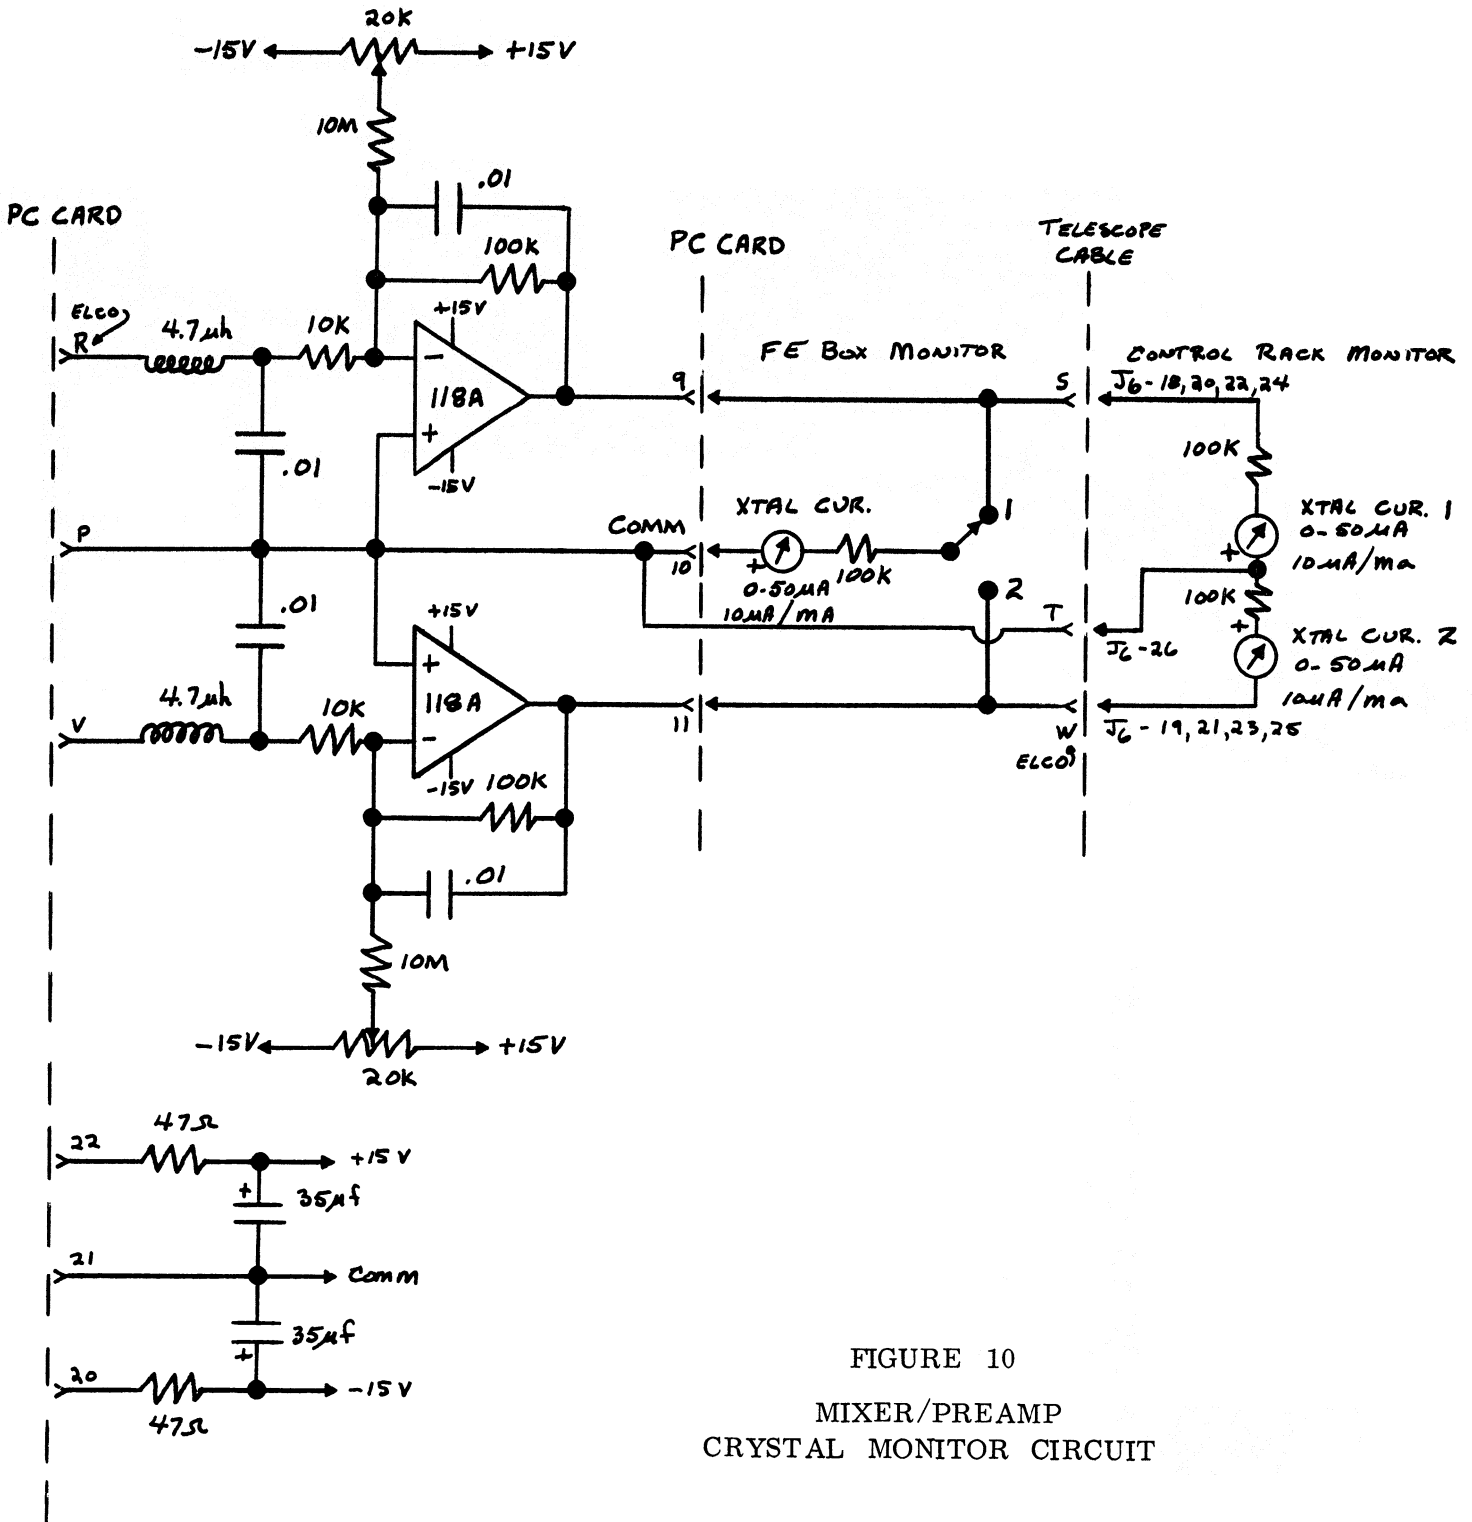 20K
-15V
+15V
10M
.01
PC CARD
100K
PC CARD
TELESCOPE
CABLE
ELCO
R
4.7µh
10K
+15V
-
118A
+
-15V
9
FE BOX MONITOR
S
CONTROL RACK MONITOR
J6-18,20,22,24
.01
100K
P
COMM
10
XTAL CUR.
+
0-50µA
10µA/mA
100K
1
2
XTAL CUR. 1
0-50µA
10µA/ma
+
T
J6-26
100K
+
XTAL CUR. 2
0-50µA
10µA/ma
.01
+15V
+
118A
-
-15V
V
4.7µh
10K
11
W
ELCO
J6-19,21,23,25
100K
.01
10M
-15V
+15V
20K
22
47Ω
+15V
+
35µf
21
Comm
35µf
+
20
47Ω
-15V
FIGURE 10
MIXER/PREAMP
CRYSTAL MONITOR CIRCUIT